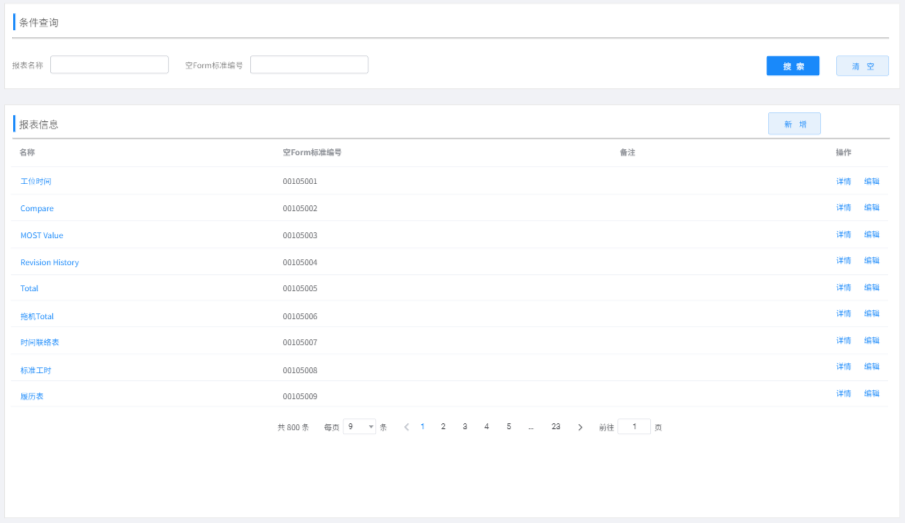 条件查询
报表名称 空Form标准编号 搜 索 清 空
报表信息 新 增
名称 空Form标准编号 备注 操作
工位时间 00105001 详情 编辑
Compare 00105002 详情 编辑
MOST Value 00105003 详情 编辑
Revision History 00105004 详情 编辑
Total 00105005 详情 编辑
拖机Total 00105006 详情 编辑
时间联络表 00105007 详情 编辑
标准工时 00105008 详情 编辑
履历表 00105009 详情 编辑
共 800 条 每页 9 条 1 2 3 4 5 ... 23 前往 1 页